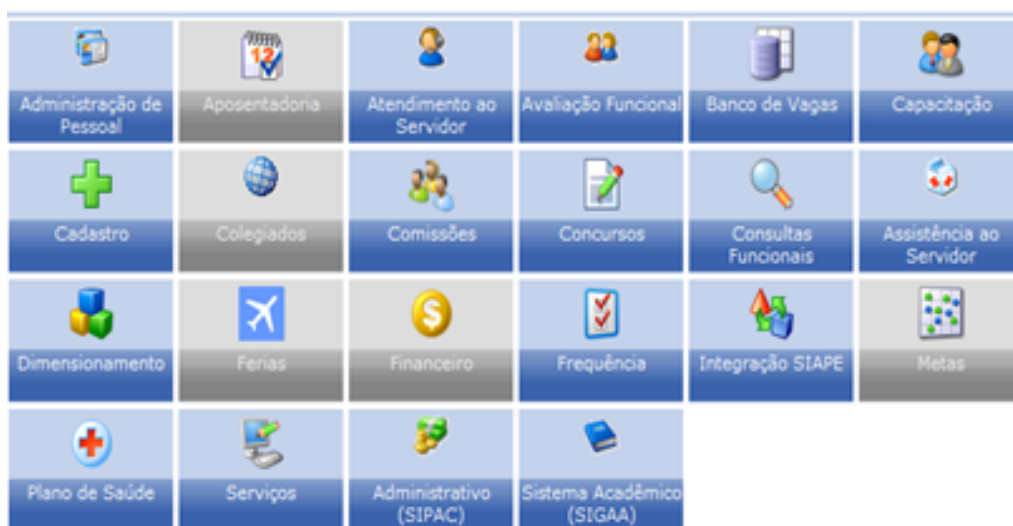 Administração de
Pessoal
Aposentadoria
Atendimento ao
Servidor
Avaliação Funcional
Banco de Vagas
Capacitação
Cadastro
Colegiados
Comissões
Concursos
Consultas
Funcionais
Assistência ao
Servidor
Dimensionamento
Ferias
Financeiro
Frequência
Integração SIAPE
Metas
Plano de Saúde
Serviços
Administrativo
(SIPAC)
Sistema Acadêmico
(SIGAA)